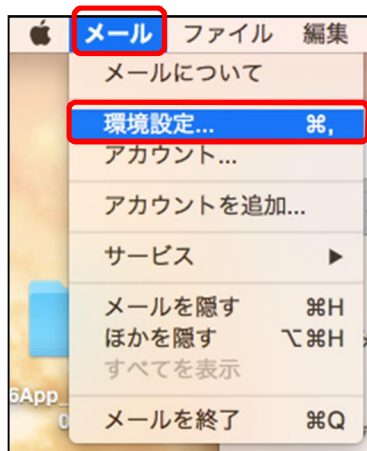 メール ファイル 編集
メールについて
環境設定... ⌘,
アカウント...
アカウントを追加...
サービス ▶
メールを隠す ⌘H
ほかを隠す ⌥⌘H
すべてを表示
6App_
0
メールを終了 ⌘Q